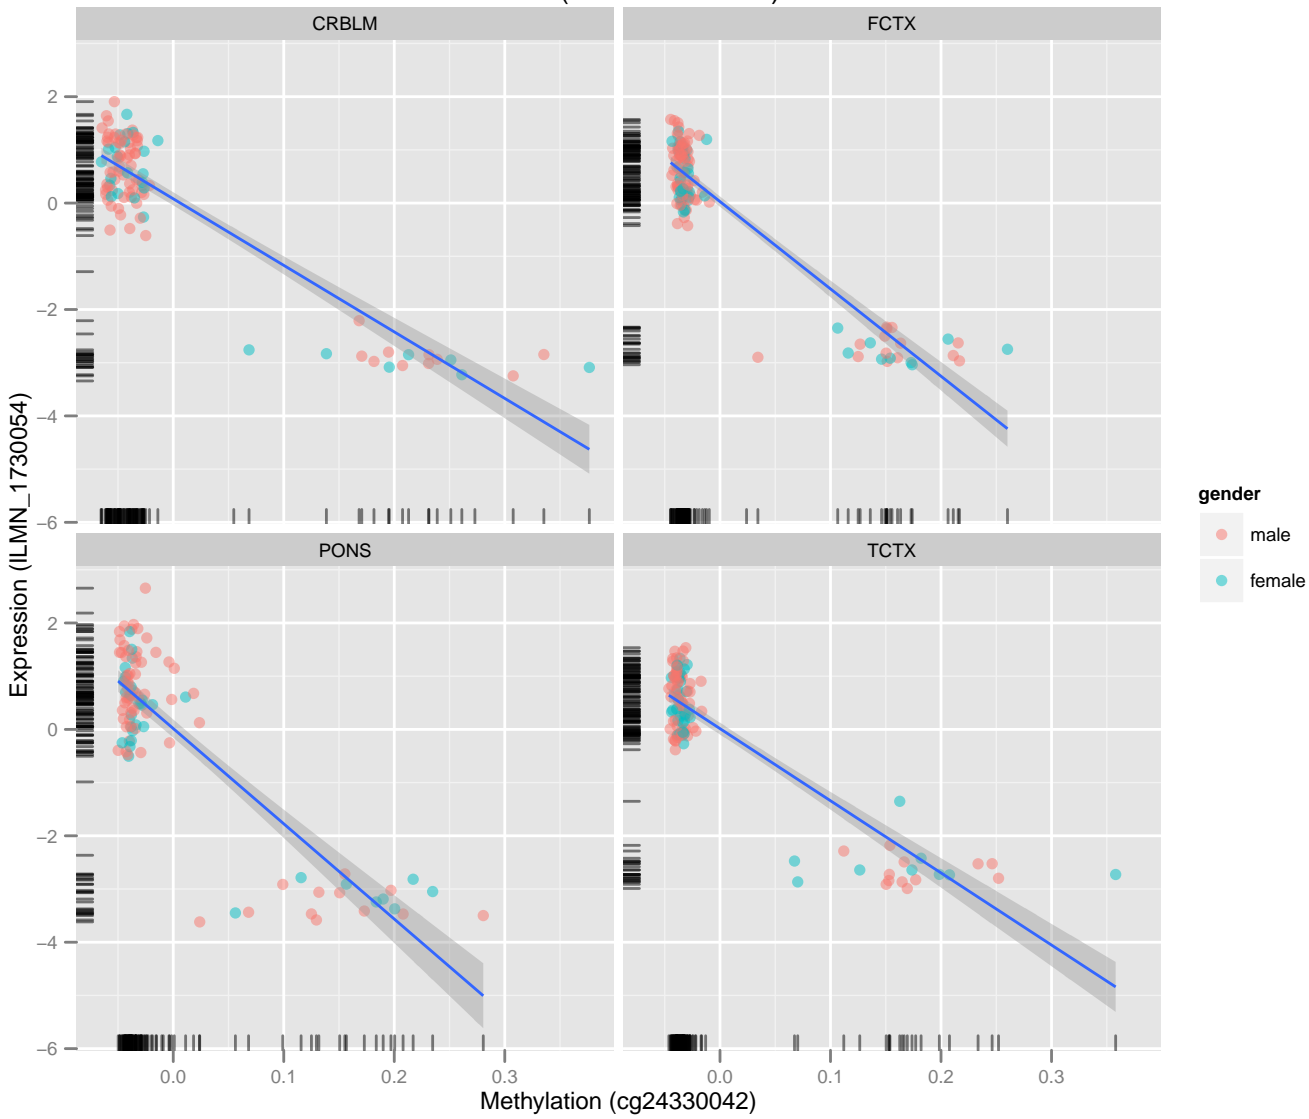 CRBLM
FCTX
2
0
−2
−4
−6
PONS
TCTX
2
0
−2
−4
−6
0.0
0.1
0.2
0.3
0.0
0.1
0.2
0.3
Methylation (cg24330042)
Expression (ILMN_1730054)
gender
male
female